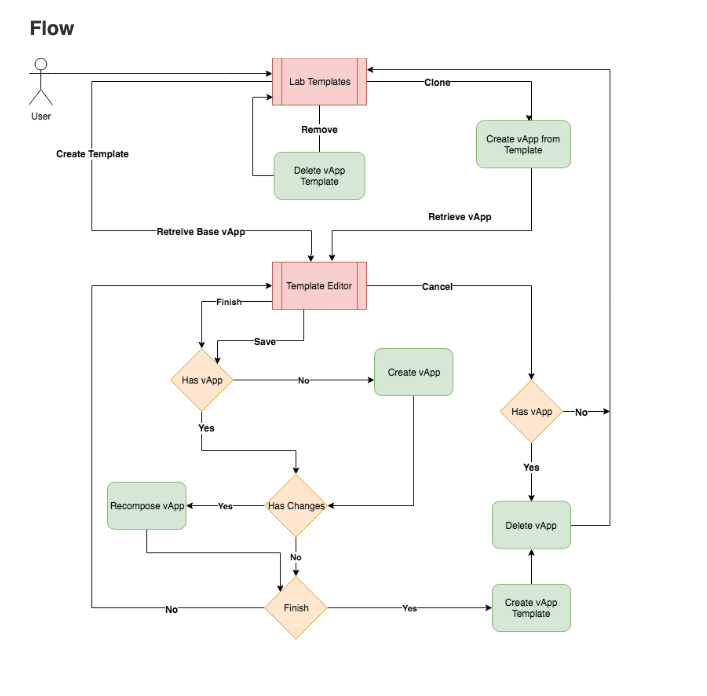 Flow
Lab Templates
Clone
User
Remove
Create vApp from
Template
Create Template
Delete vApp
Template
Retrieve vApp
Retreive Base vApp
Template Editor
Cancel
Finish
Save
Has vApp
No
Create vApp
Has vApp
No
Yes
Yes
Recompose vApp
Yes
Has Changes
Delete vApp
No
No
Finish
Yes
Create vApp
Template